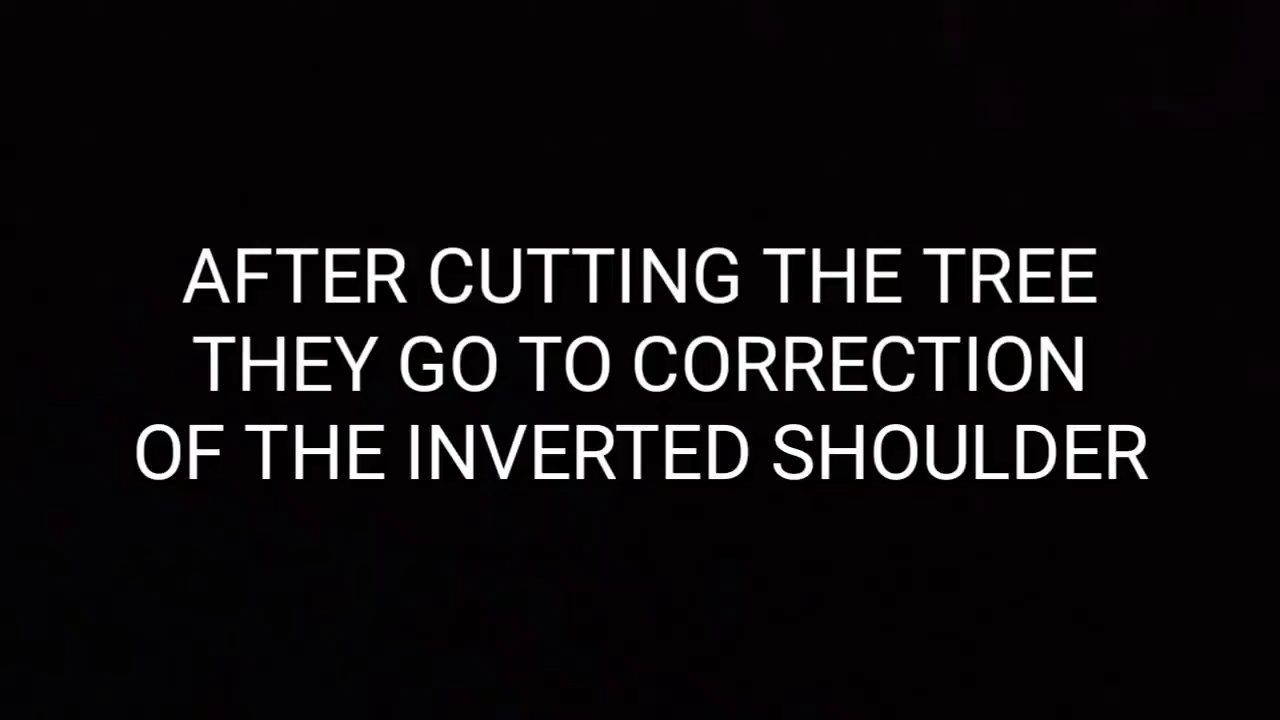 AFTER CUTTING THE TREE
THEY GO TO CORRECTION
OF THE INVERTED SHOULDER